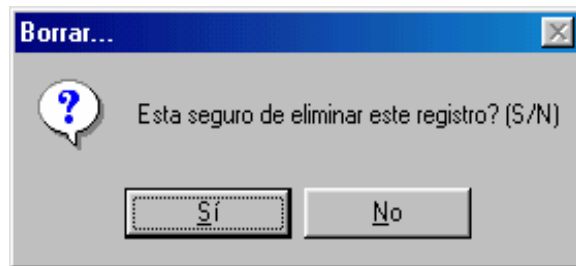 Borrar...
Esta seguro de eliminar este registro? (S/N)
Sí
No